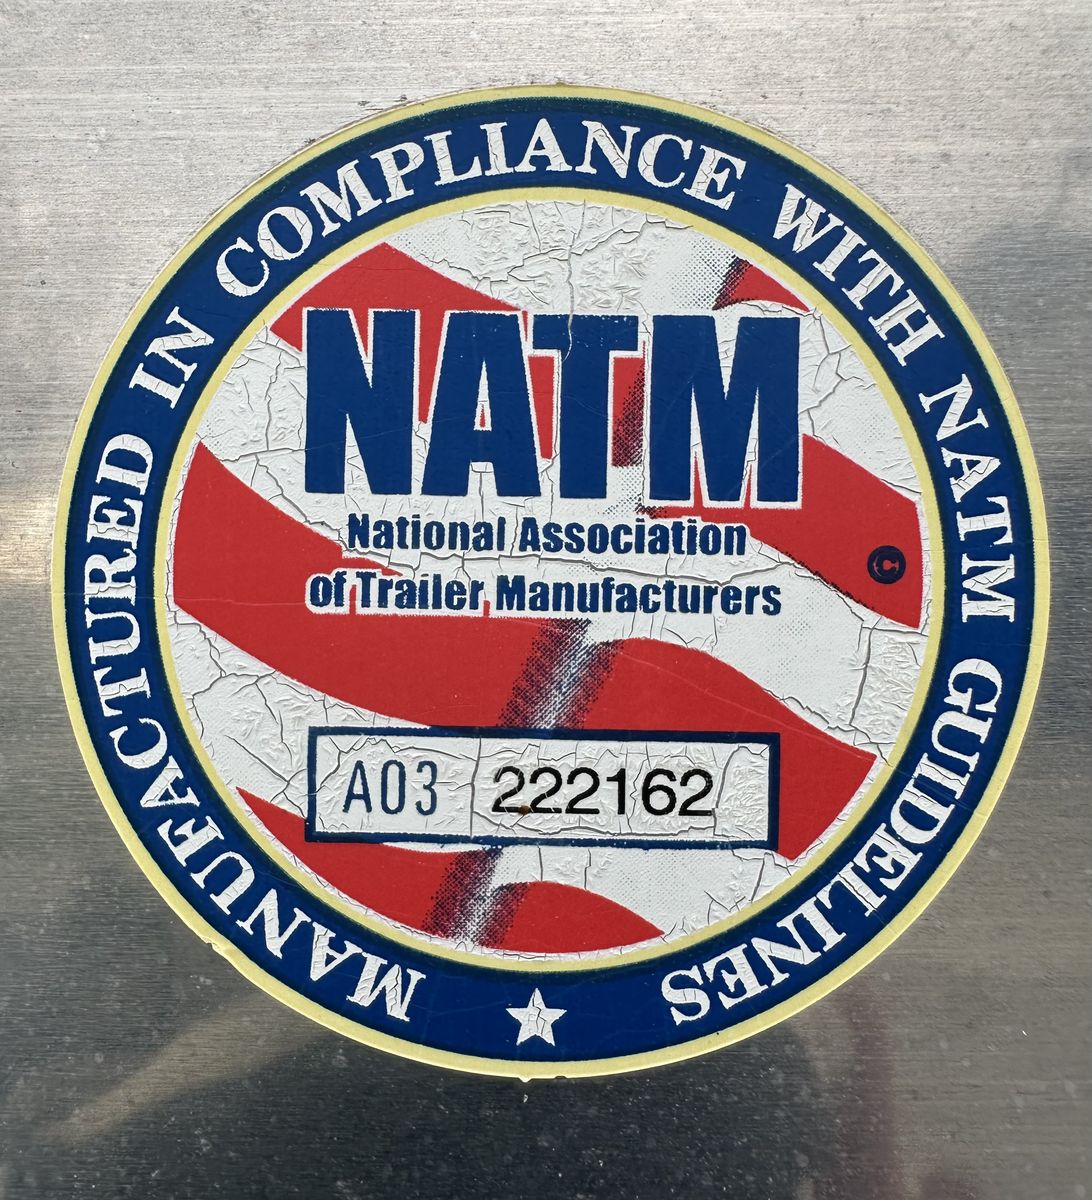 MANUFACTURED IN COMPLIANCE WITH NATM GUIDELINES
NATM
National Association
of Trailer Manufacturers
©
A03 222162